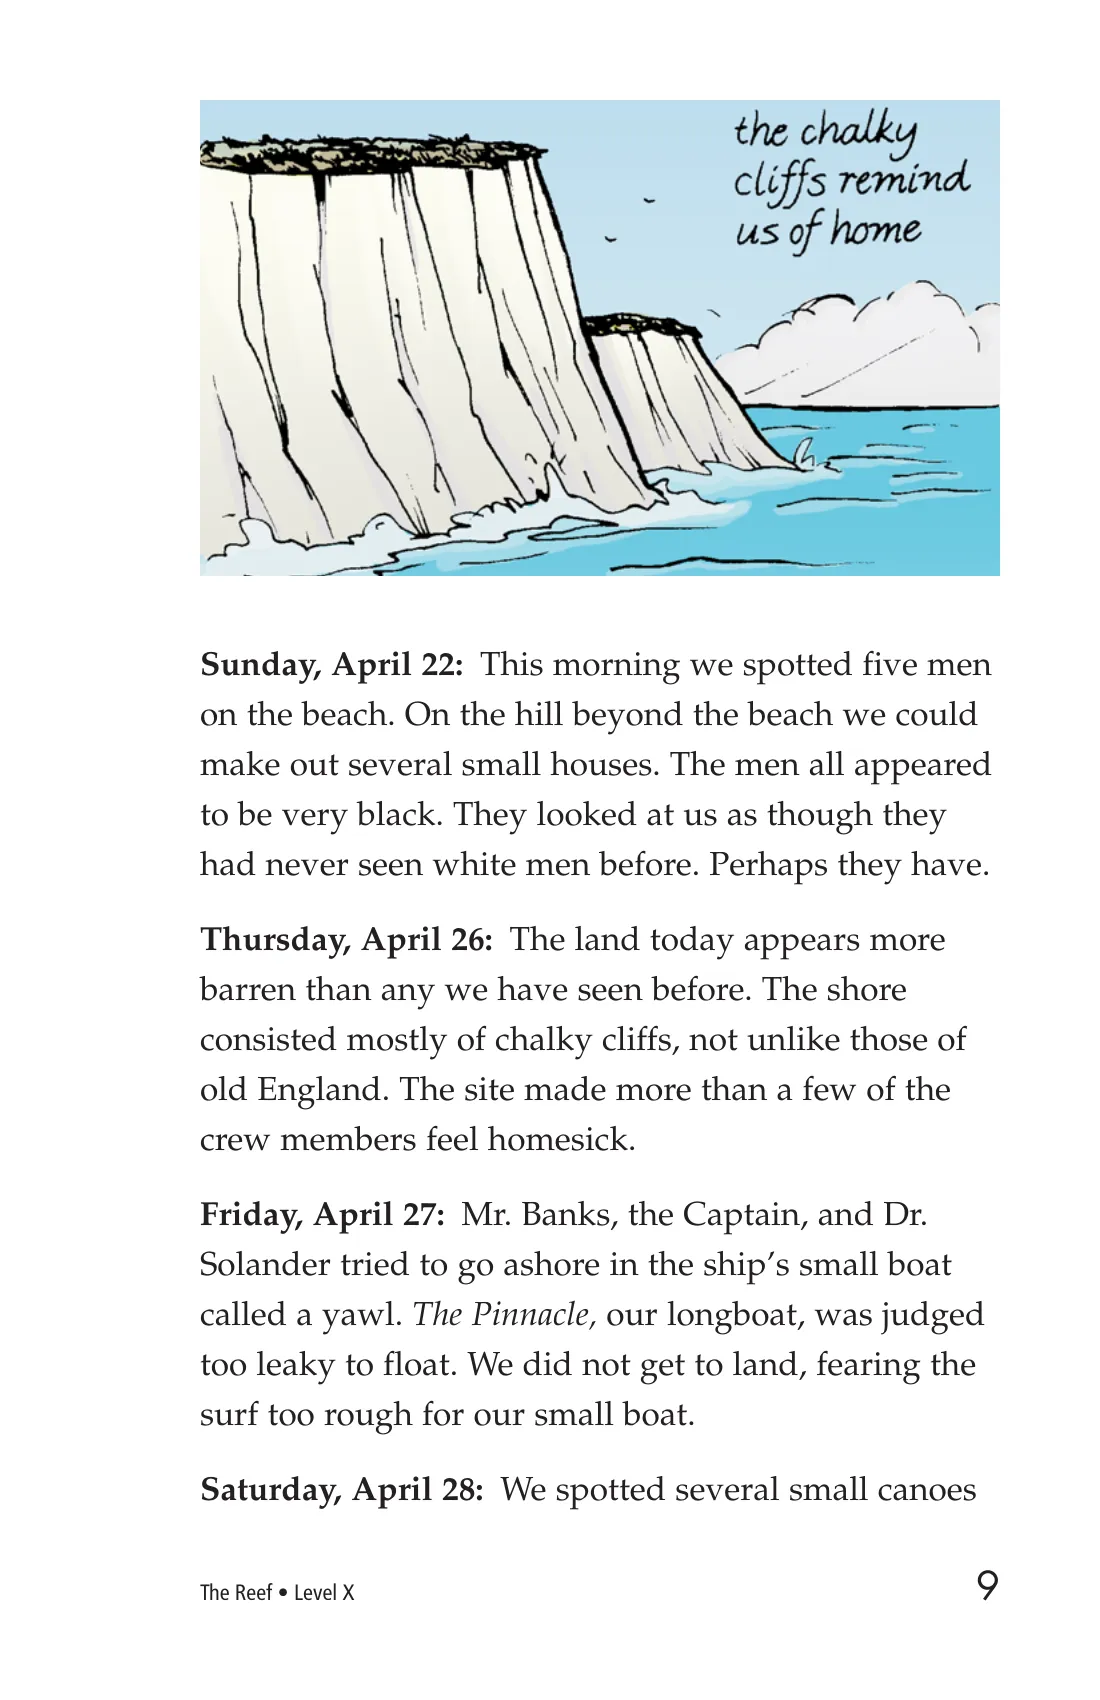 the chalky
cliffs remind
us of home
Sunday, April 22: This morning we spotted five men
on the beach. On the hill beyond the beach we could
make out several small houses. The men all appeared
to be very black. They looked at us as though they
had never seen white men before. Perhaps they have.
Thursday, April 26: The land today appears more
barren than any we have seen before. The shore
consisted mostly of chalky cliffs, not unlike those of
old England. The site made more than a few of the
crew members feel homesick.
Friday, April 27: Mr. Banks, the Captain, and Dr.
Solander tried to go ashore in the ship’s small boat
called a yawl. The Pinnacle, our longboat, was judged
too leaky to float. We did not get to land, fearing the
surf too rough for our small boat.
Saturday, April 28: We spotted several small canoes
The Reef • Level X
9